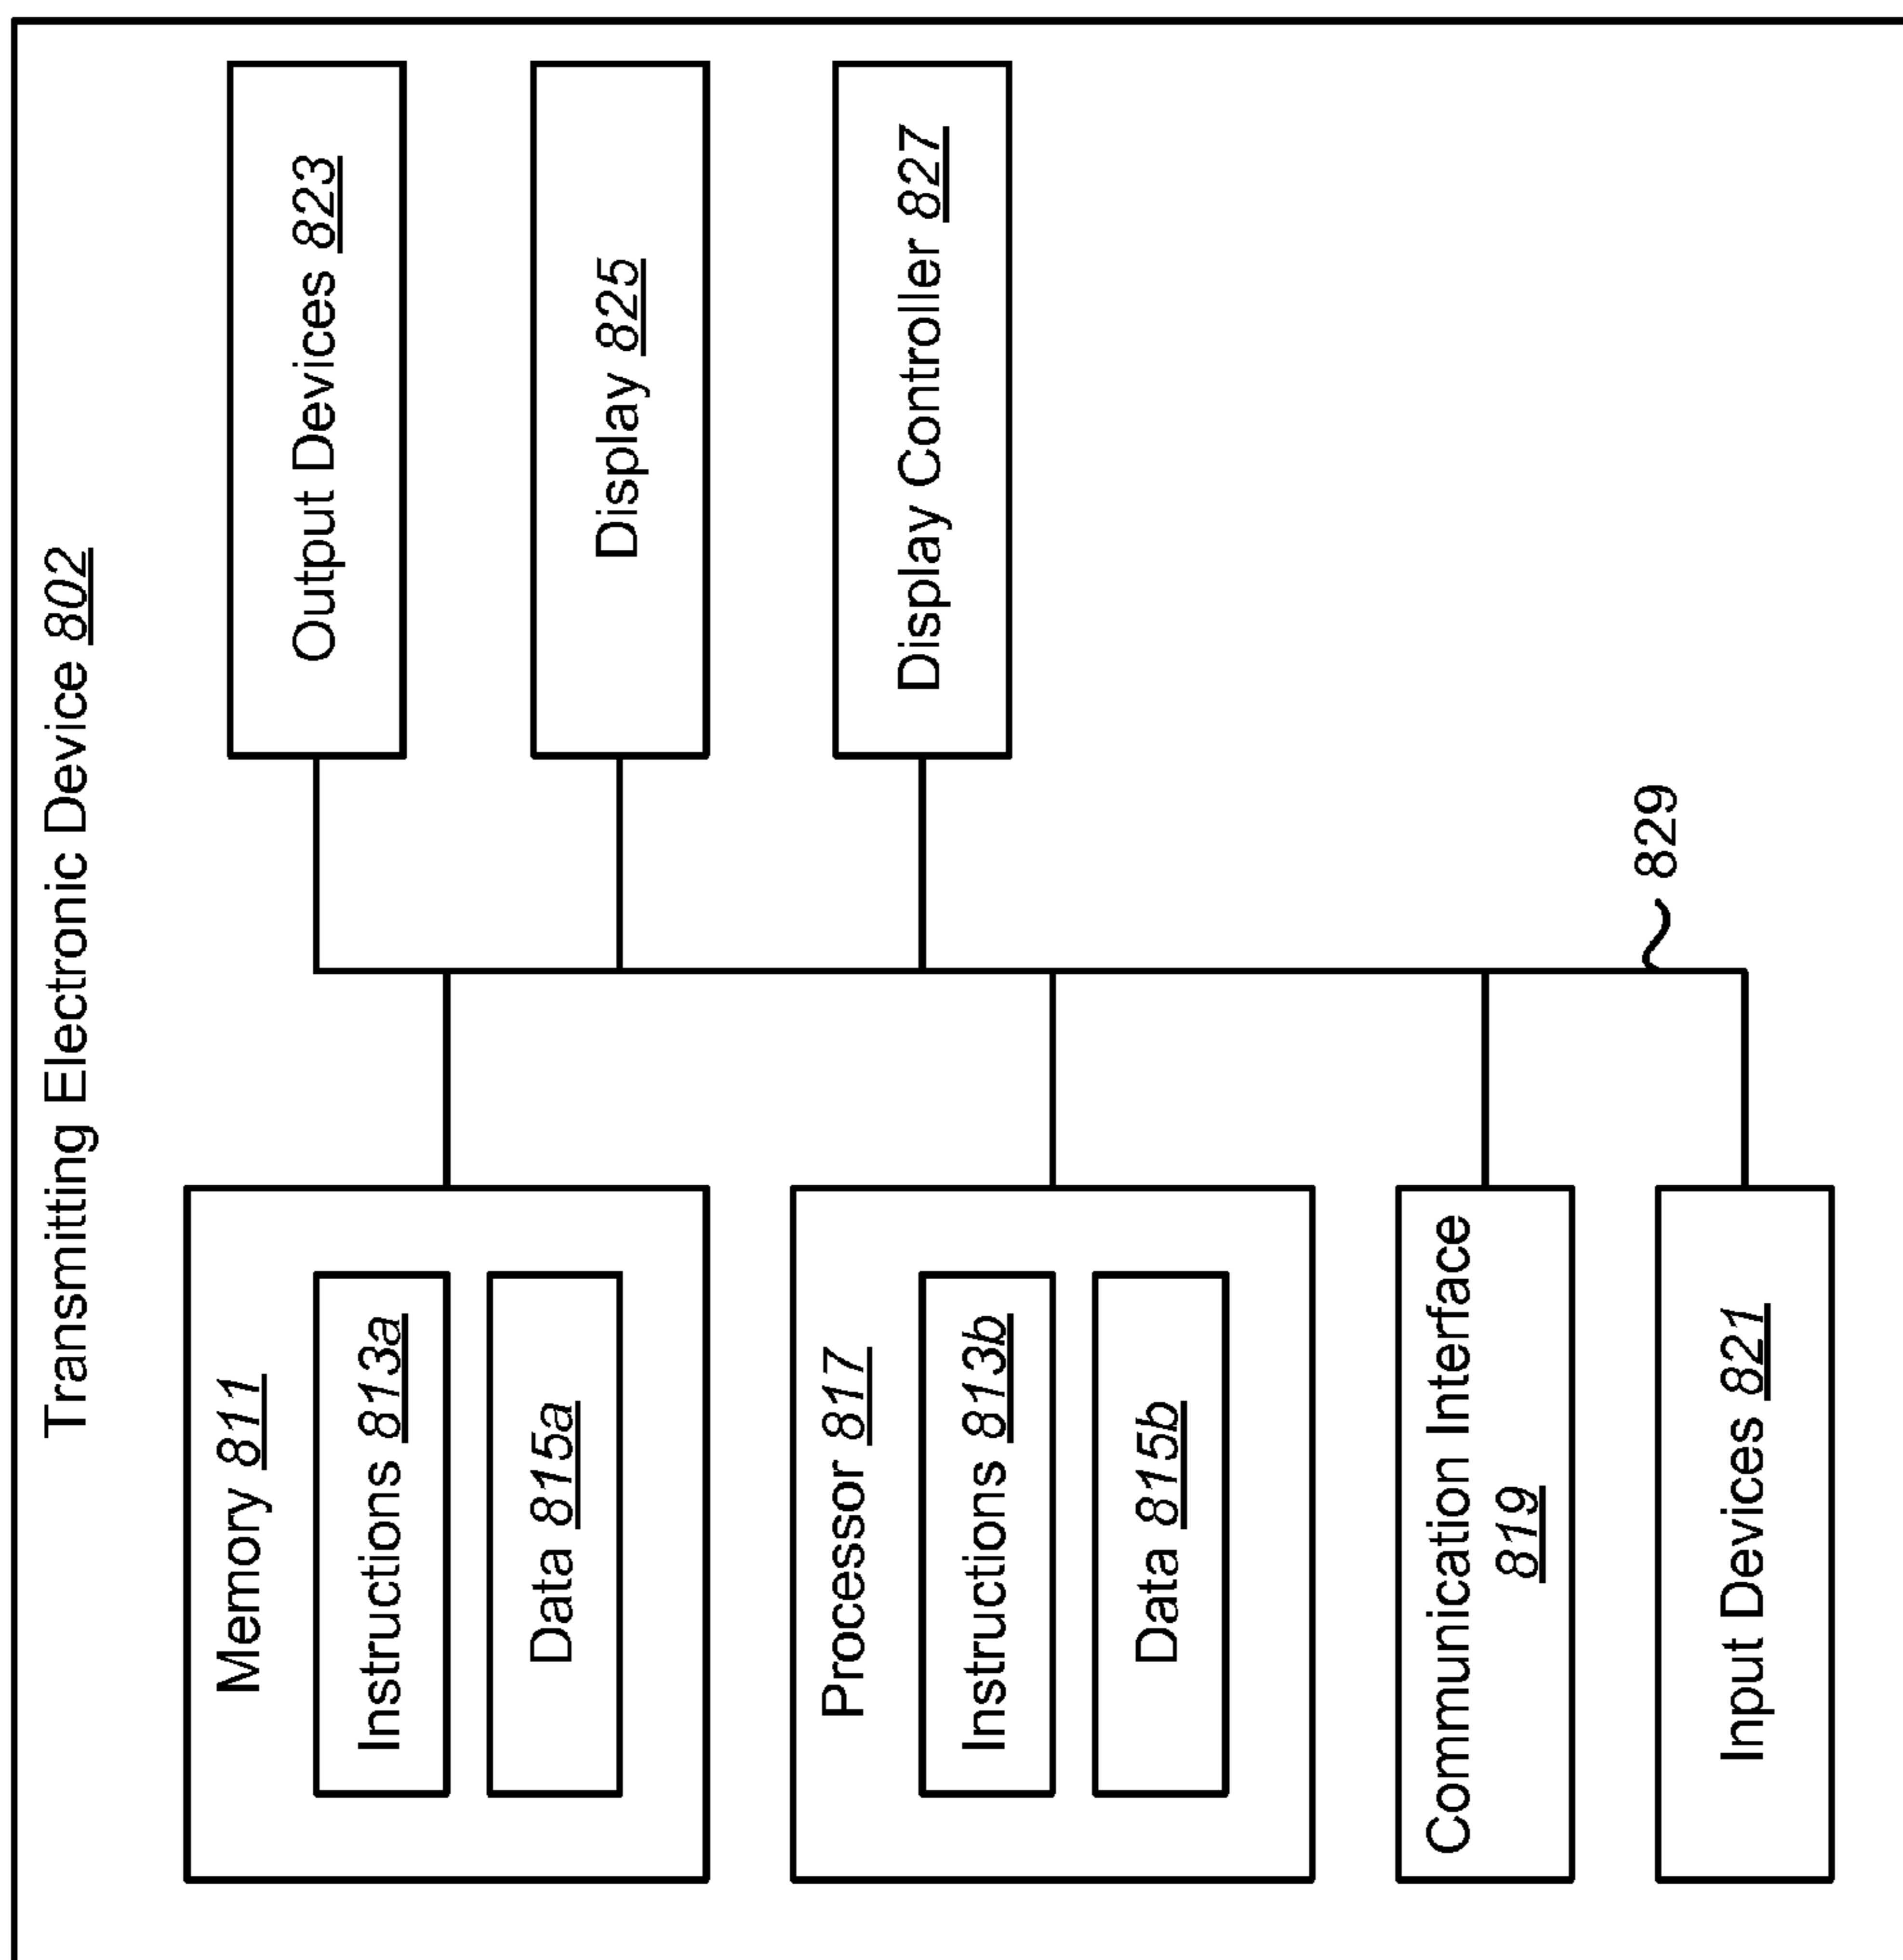 Transmitting Electronic Device 802
Memory 811
Instructions 813a
Data 815a
Processor 817
Instructions 813b
Data 815b
Communication Interface
819
Input Devices 821
Output Devices 823
Display 825
Display Controller 827
829